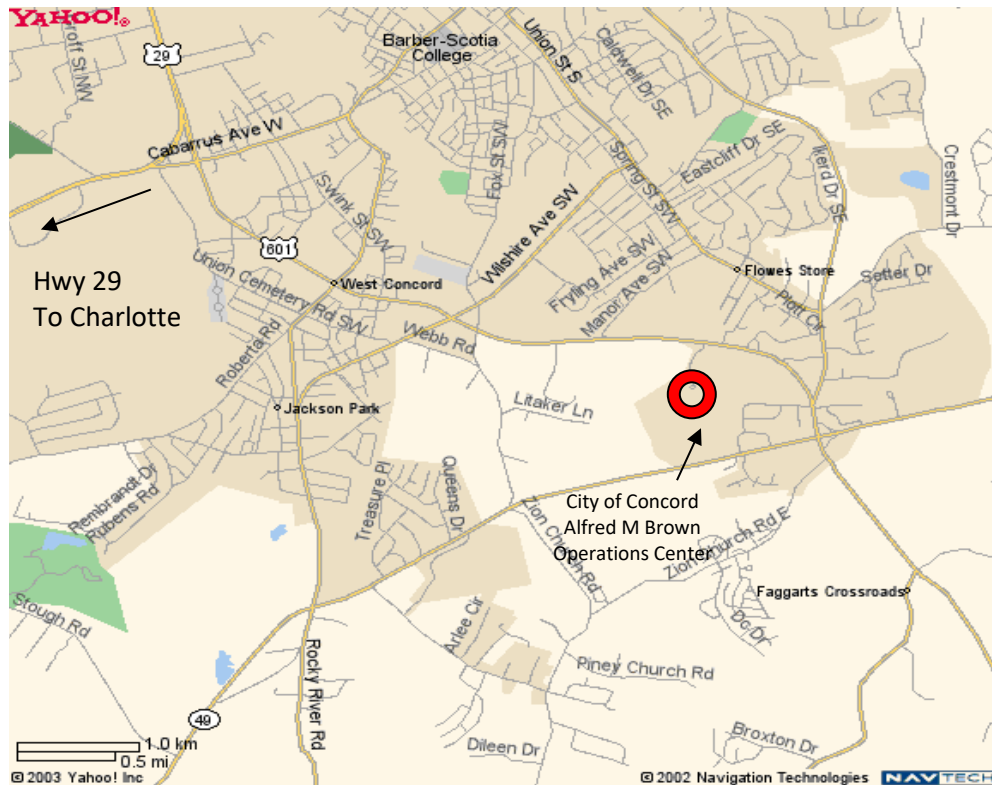 YAHOO!®
Groff St NW
29
Barber-Scotia
College
Union St S
Caldwell Dr SE
Cabarrus Ave W
Fox St SW
Spring St SW
Eastcliff Dr SE
Ikerd Dr SE
Crestmont Dr
Swink St SW
Wilshire Ave SW
601
Hwy 29
To Charlotte
Union Cemetery Rd SW
West Concord
Fryling Ave SW
Manor Ave SW
Flowes Store
Setter Dr
Plott Cir
Roberta Rd
Webb Rd
Jackson Park
Litaker Ln
Treasure Pl
Queens Dr
Rembrandt Dr
Rubens Rd
City of Concord
Alfred M Brown
Operations Center
Zion Church Rd
Zion Church Rd E
Faggarts Crossroads
Stough Rd
Arlee Cir
Dc Dr
Rocky River Rd
Piney Church Rd
49
Dileen Dr
Broxton Dr
1.0 km
0.5 mi
© 2003 Yahoo! Inc
© 2002 Navigation Technologies
NAVTECH